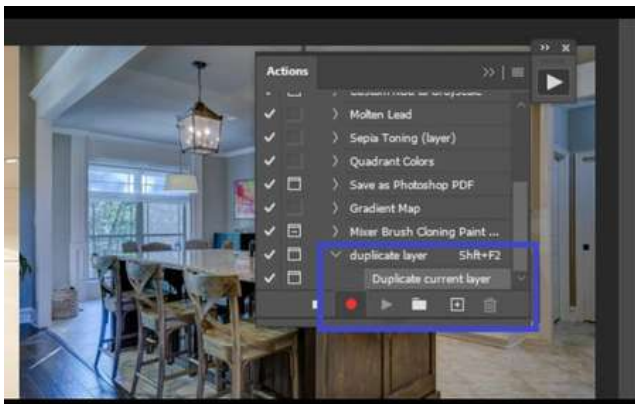 Actions
Molten Lead
Sepia Toning (layer)
Quadrant Colors
Save as Photoshop PDF
Gradient Map
Mixer Brush Cloning Paint ...
duplicate layer Shft+F2
Duplicate current layer